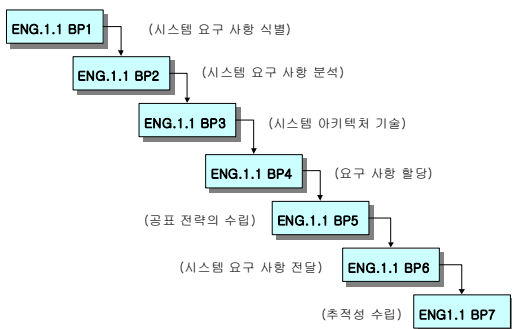 ENG.1.1 BP1 (시스템 요구 사항 식별)
ENG.1.1 BP2 (시스템 요구 사항 분석)
ENG.1.1 BP3 (시스템 아키텍처 기술)
ENG.1.1 BP4 (요구 사항 할당)
(공표 전략의 수립) ENG.1.1 BP5
(시스템 요구 사항 전달) ENG.1.1 BP6
(추적성 수립) ENG1.1 BP7